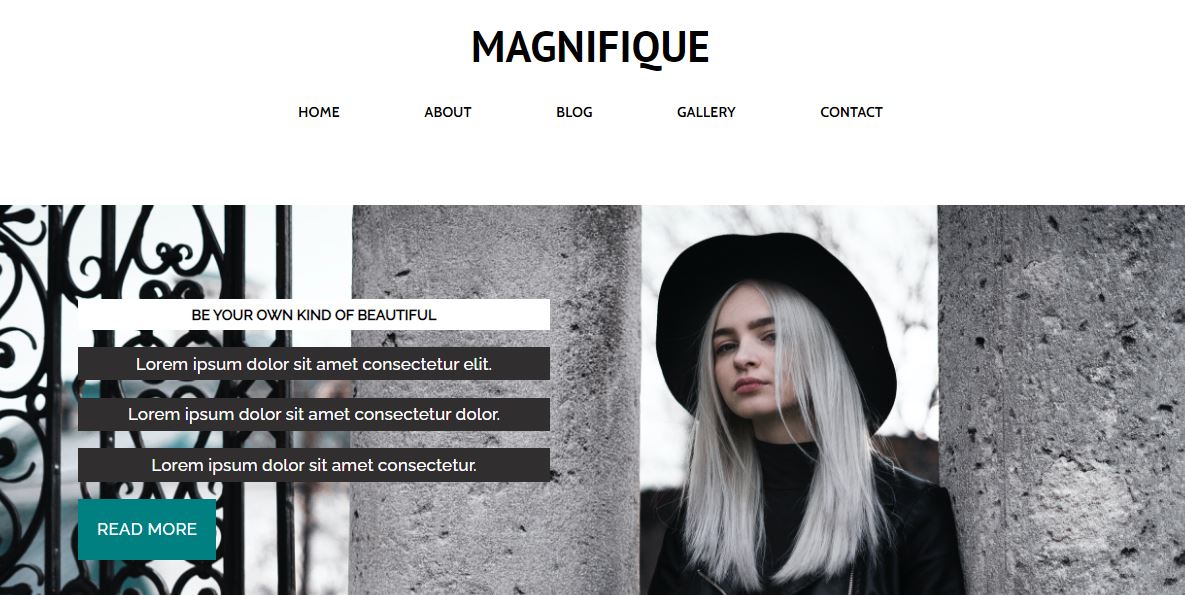 MAGNIFIQUE
HOME ABOUT BLOG GALLERY CONTACT
BE YOUR OWN KIND OF BEAUTIFUL
Lorem ipsum dolor sit amet consectetur elit.
Lorem ipsum dolor sit amet consectetur dolor.
Lorem ipsum dolor sit amet consectetur.
READ MORE